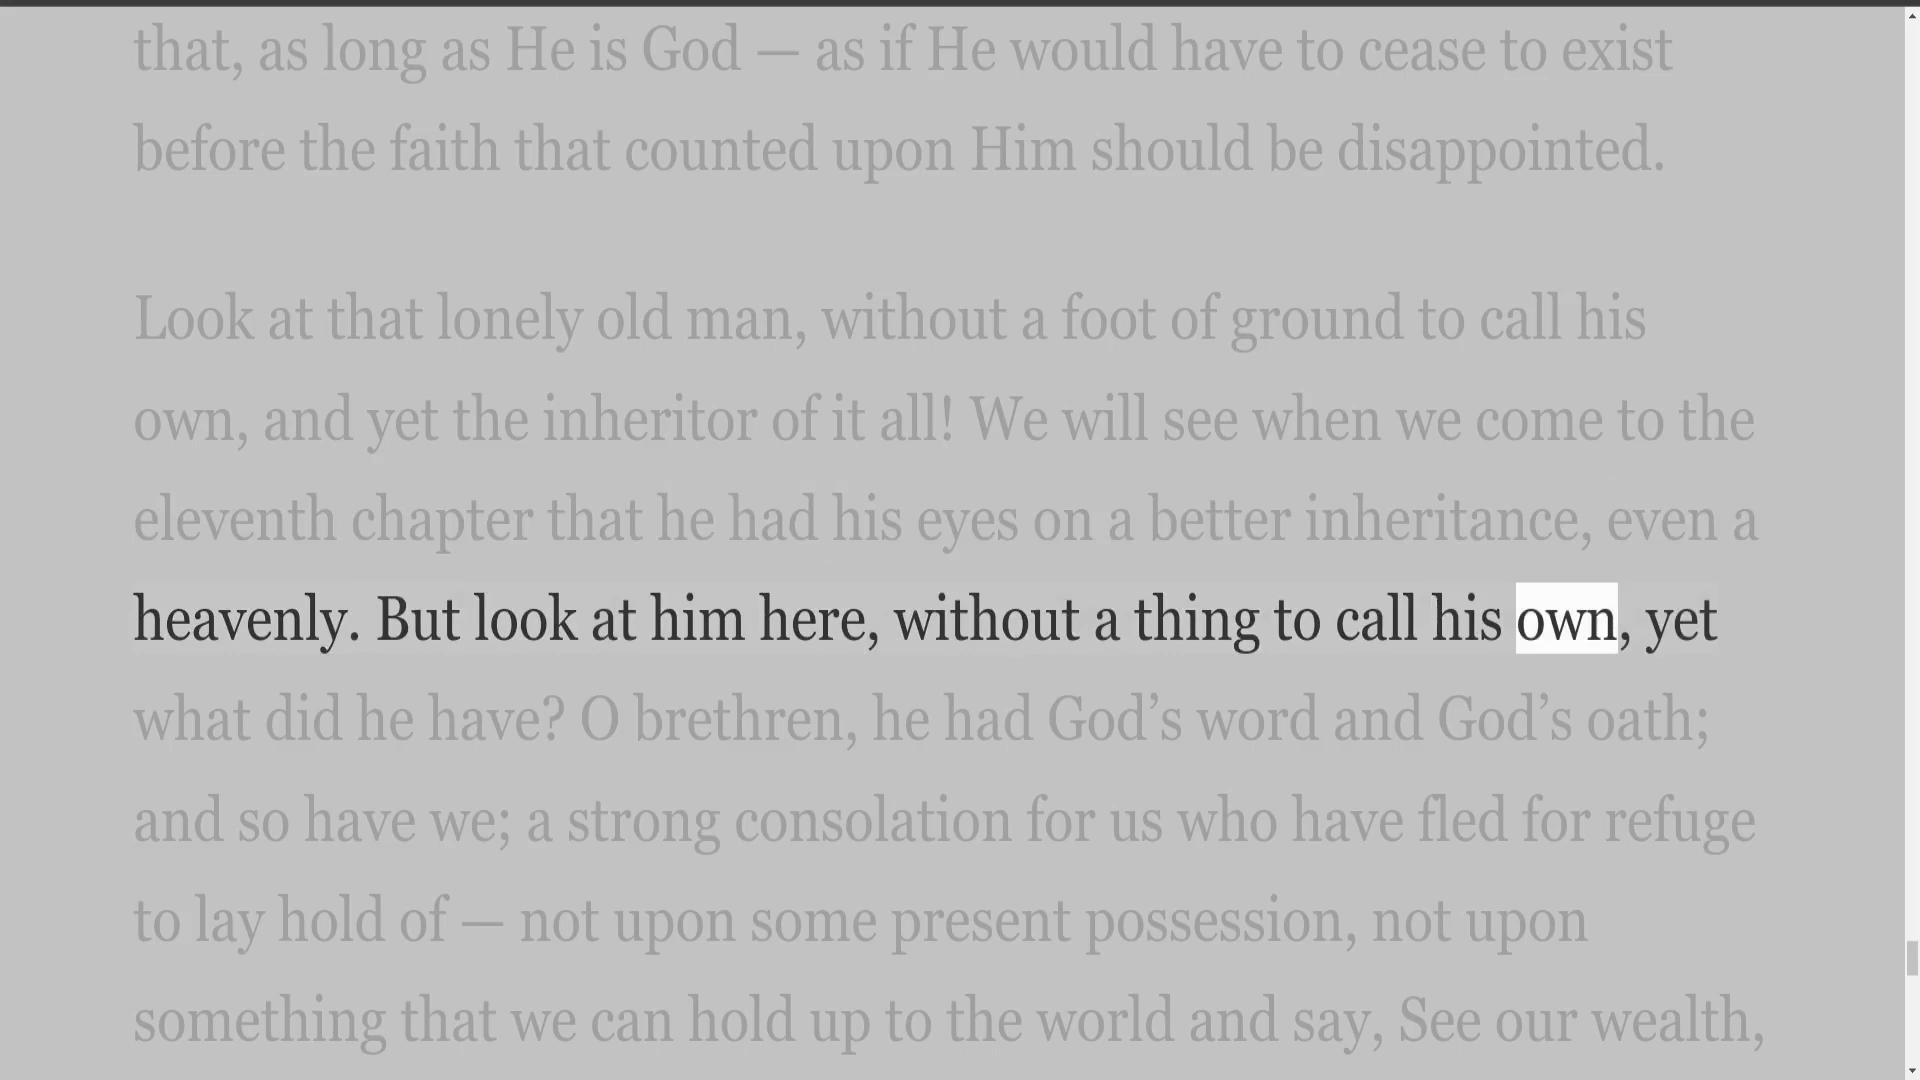 that, as long as He is God — as if He would have to cease to exist
before the faith that counted upon Him should be disappointed.
Look at that lonely old man, without a foot of ground to call his
own, and yet the inheritor of it all! We will see when we come to the
eleventh chapter that he had his eyes on a better inheritance, even a
heavenly. But look at him here, without a thing to call his own, yet
what did he have? O brethren, he had God’s word and God’s oath;
and so have we; a strong consolation for us who have fled for refuge
to lay hold of — not upon some present possession, not upon
something that we can hold up to the world and say, See our wealth,